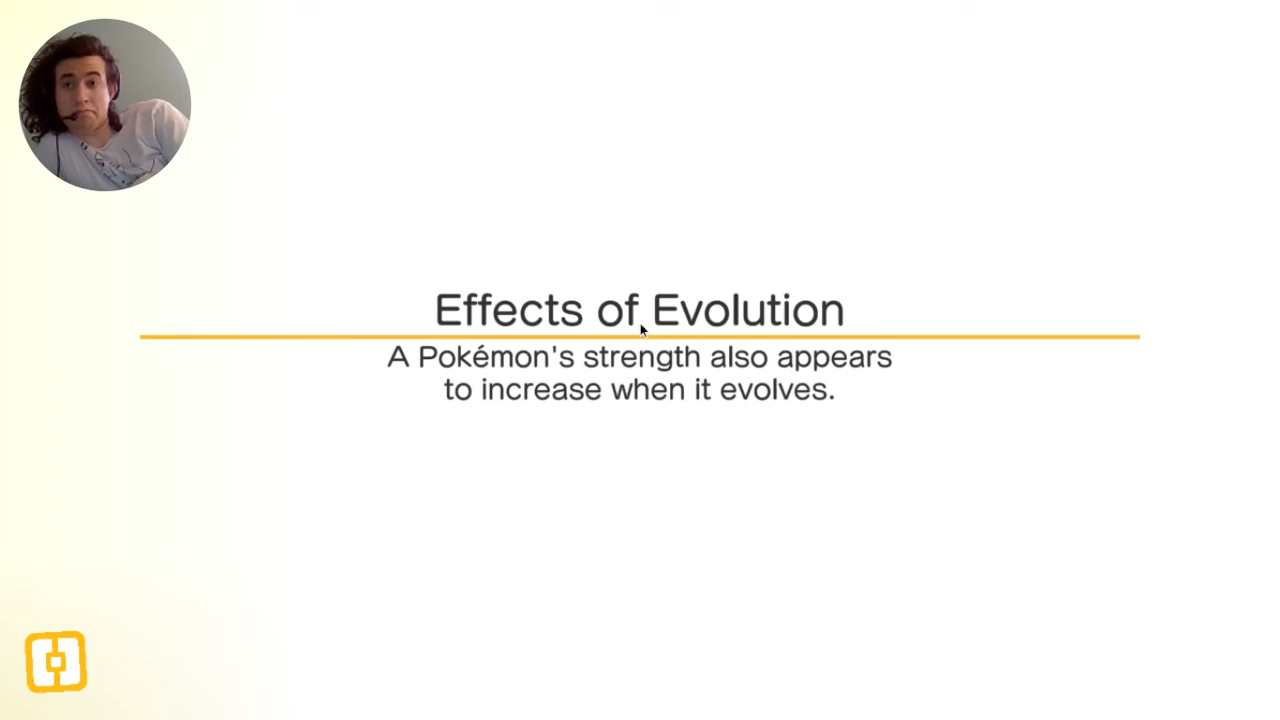 Effects of Evolution
A Pokémon's strength also appears
to increase when it evolves.